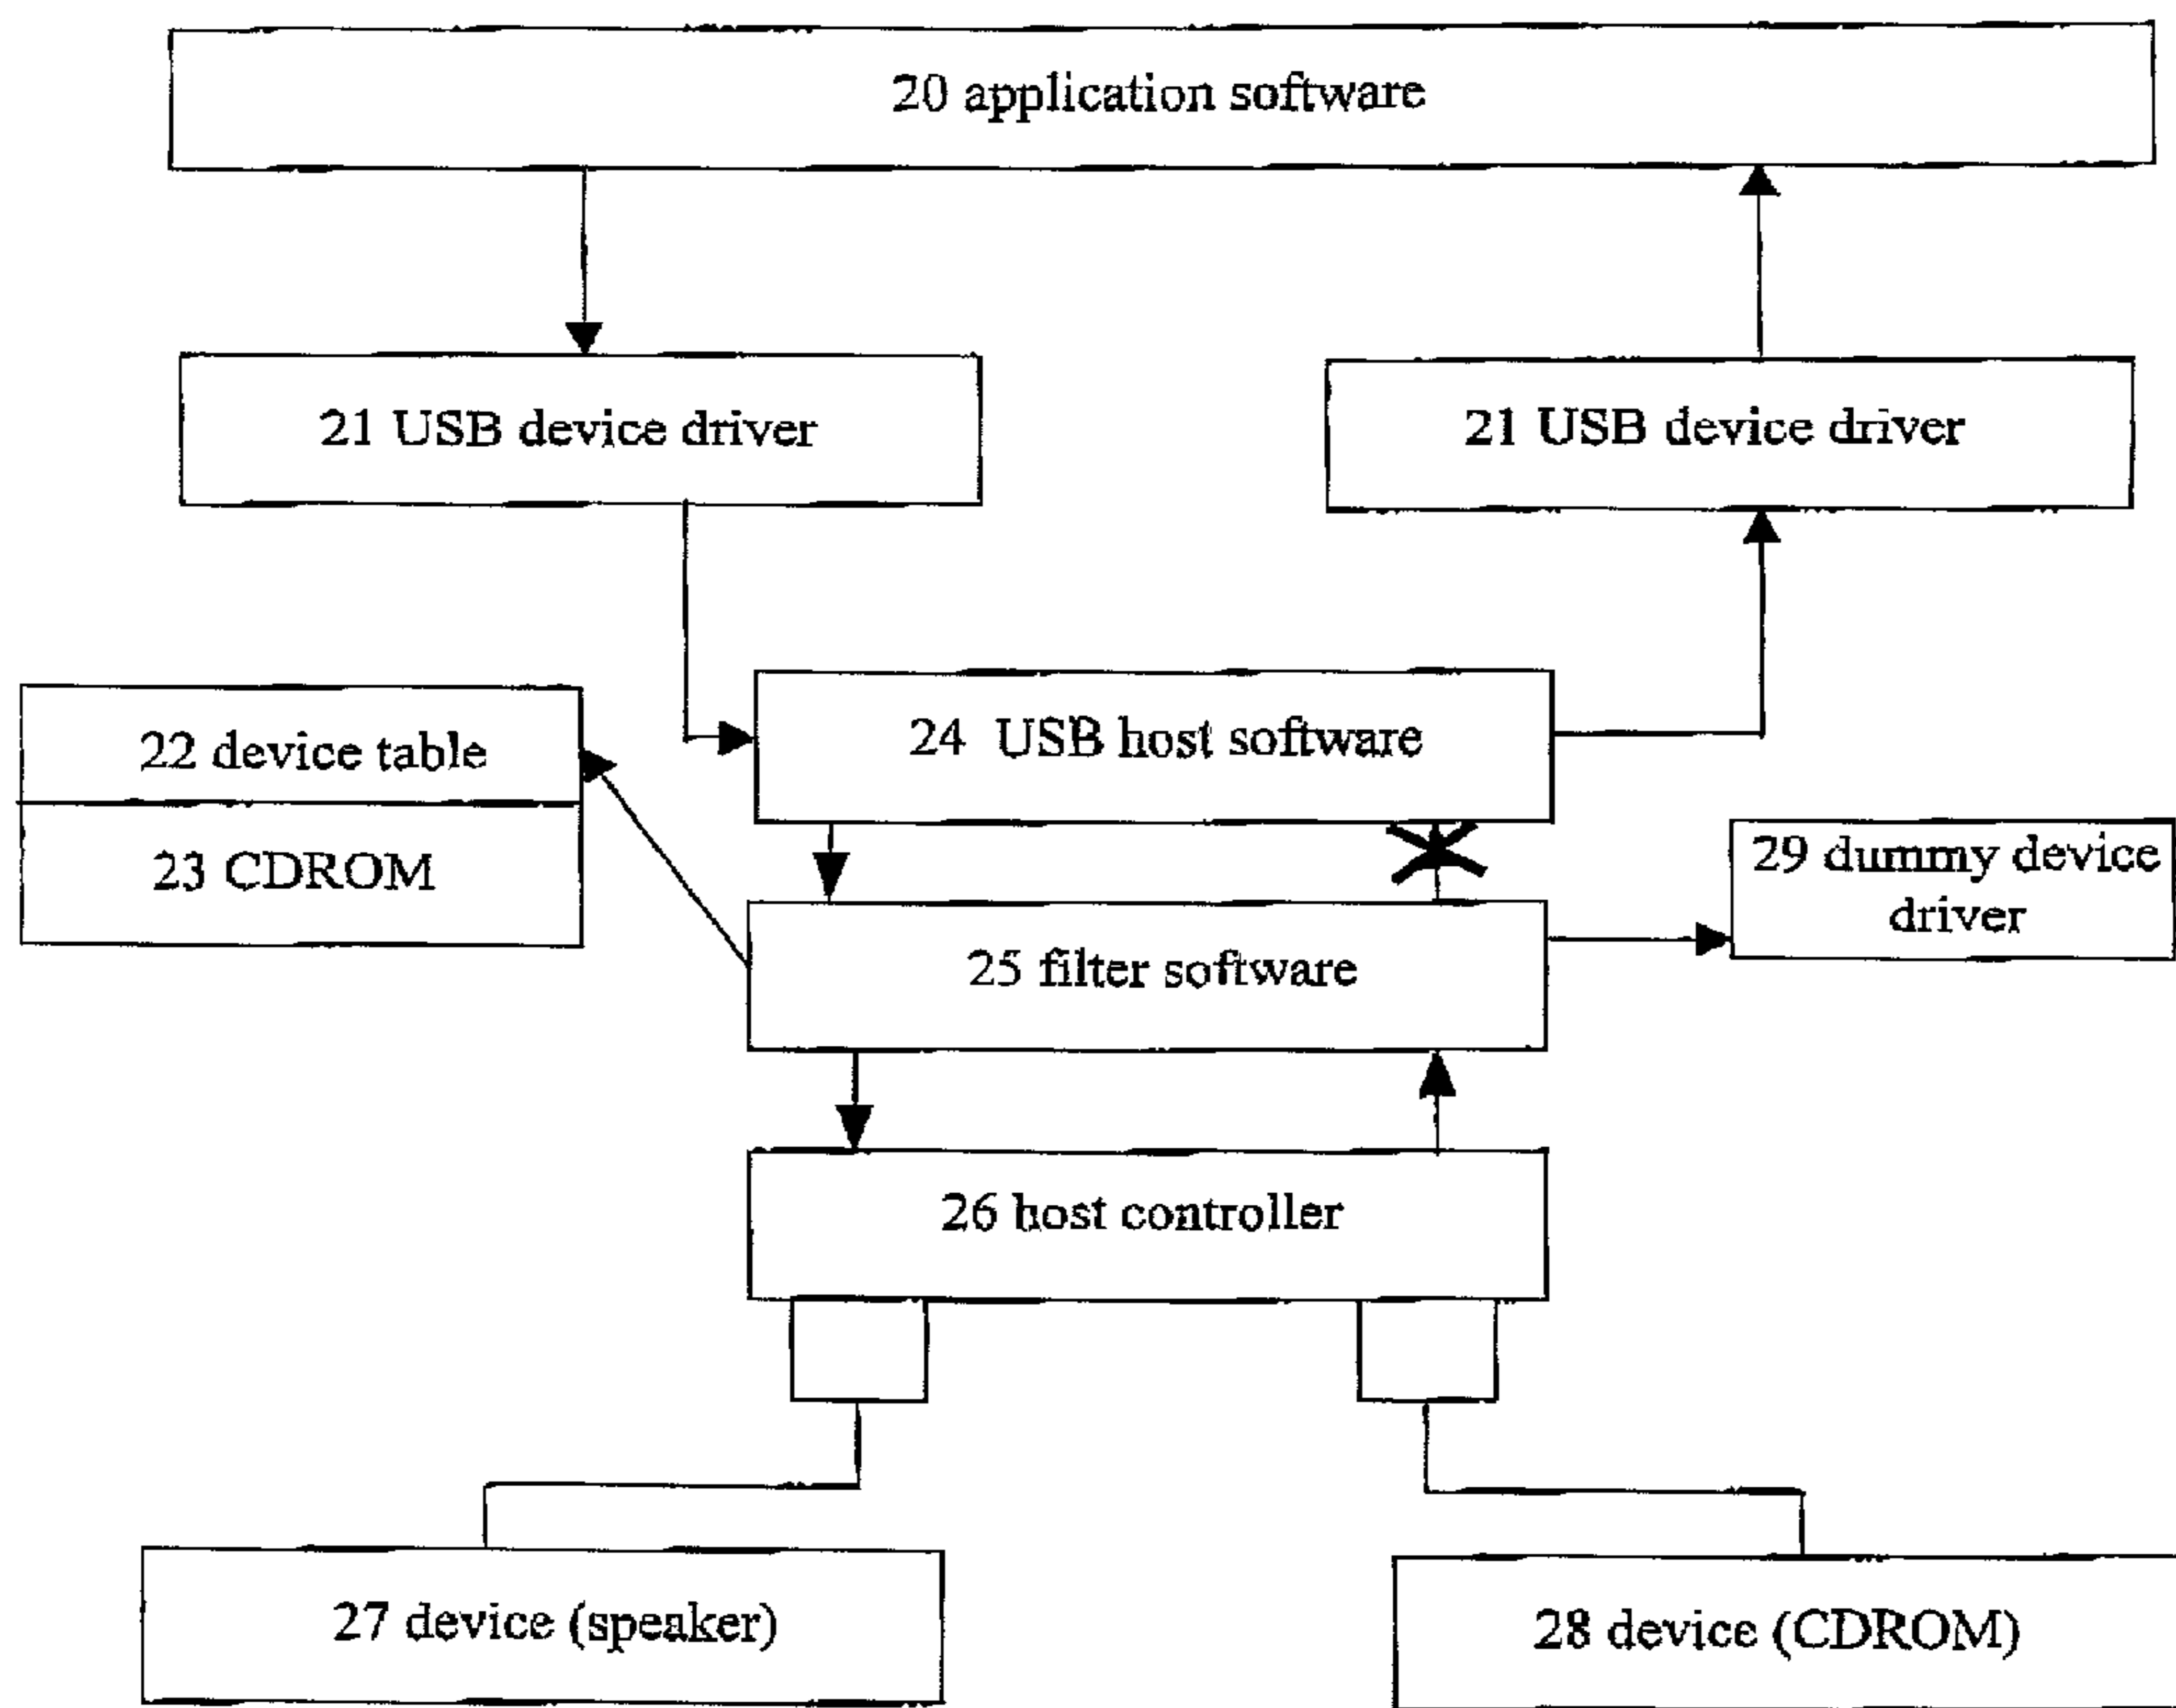 20 application software
21 USB device driver
21 USB device driver
22 device table
24 USB host software
23 CDROM
29 dummy device
driver
25 filter software
26 host controller
27 device (speaker)
28 device (CDROM)